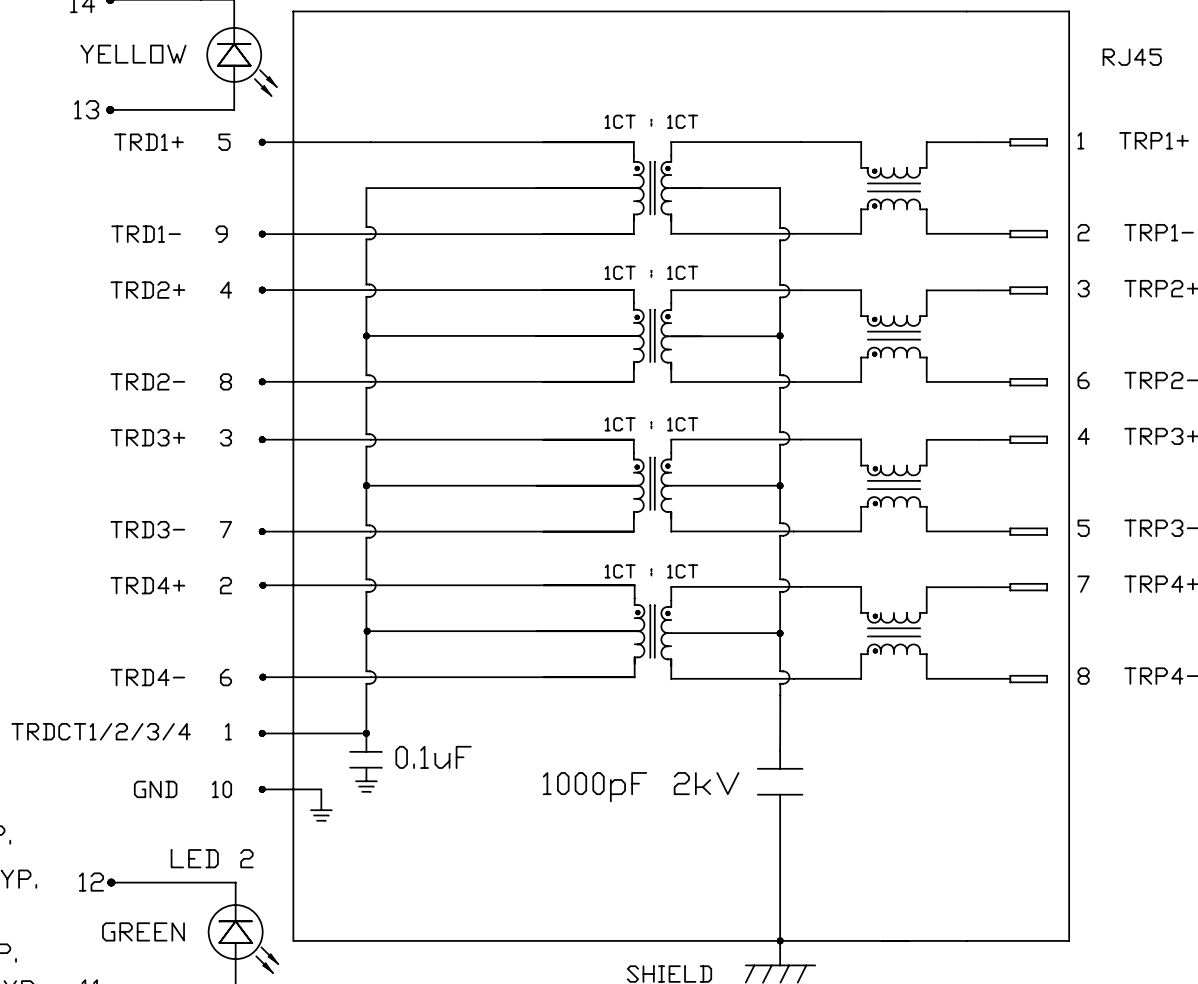 14
YELLOW
RJ45
13
1CT : 1CT
TRD1+ 5
1 TRP1+
TRD1- 9
2 TRP1-
1CT : 1CT
TRD2+ 4
3 TRP2+
TRD2- 8
6 TRP2-
1CT : 1CT
TRD3+ 3
4 TRP3+
TRD3- 7
5 TRP3-
1CT : 1CT
TRD4+ 2
7 TRP4+
TRD4- 6
8 TRP4-
TRDCT1/2/3/4 1
0.1uF
1000pF 2kV
GND 10
P.
LED 2
YP. 12
GREEN
P.
SHIELD
YP. 11